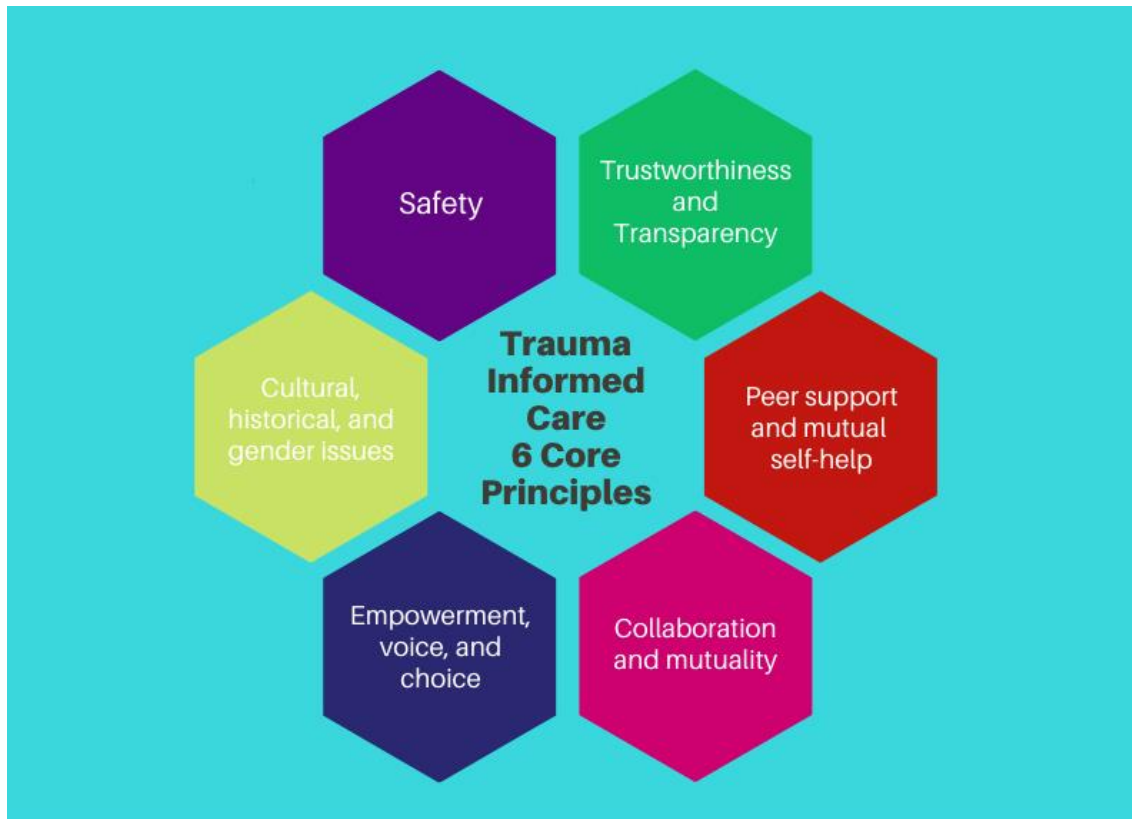 Safety
Trustworthiness
and
Transparency
Peer support
and mutual
self-help
Collaboration
and mutuality
Empowerment,
voice, and
choice
Cultural,
historical, and
gender issues
Trauma
Informed
Care
6 Core
Principles